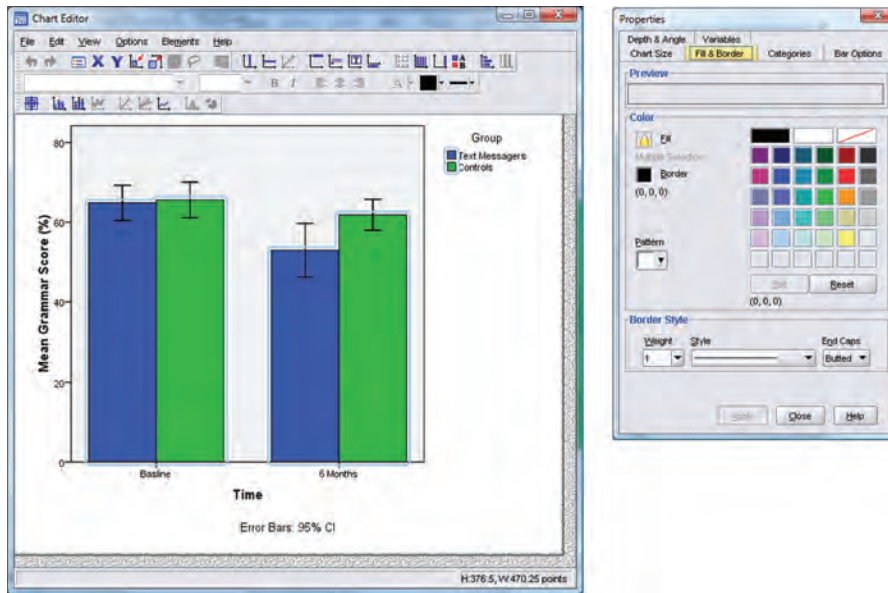 Chart Editor
File Edit View Options Elements Help
X Y
B I
80
60
40
20
0
Mean Grammar Score (%)
Basline
6 Months
Time
Error Bars: 95% CI
Group
Text Messagers
Controls
H:376.5, W:470.25 points
Properties
Depth & Angle Variables
Chart Size Fill & Border Categories Bar Options
Preview
Color
Fill
Multiple Selection
Border
(0, 0, 0)
Pattern
Edit Reset
(0, 0, 0)
Border Style
Weight Style End Caps
1 Butted
Apply Close Help